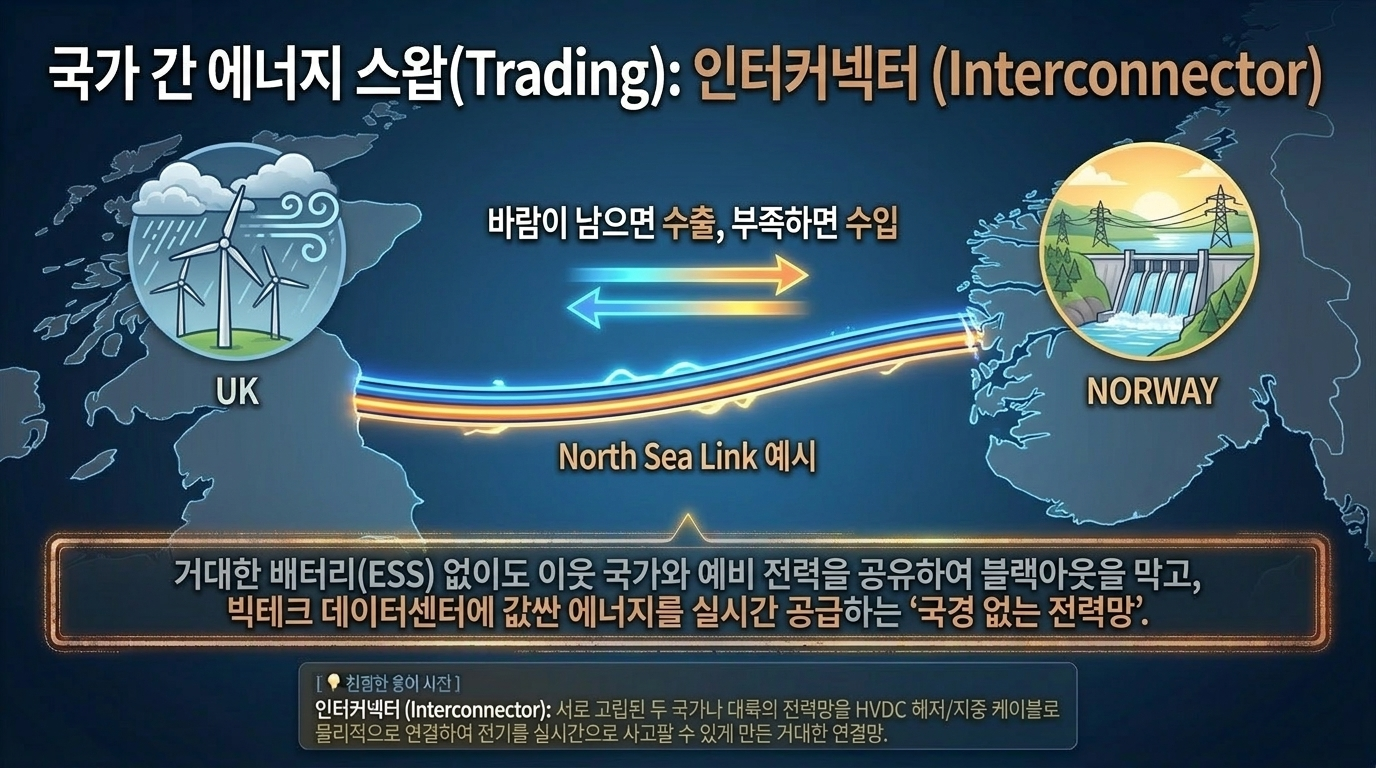 국가 간 에너지 스왑(Trading): 인터커넥터 (Interconnector)
바람이 남으면 수출, 부족하면 수입
UK
NORWAY
North Sea Link 예시
거대한 배터리(ESS) 없이도 이웃 국가와 예비 전력을 공유하여 블랙아웃을 막고,
빅테크 데이터센터에 값싼 에너지를 실시간 공급하는 ‘국경 없는 전력망’.
인터커넥터 (Interconnector): 서로 고립된 두 국가나 대륙의 전력망을 HVDC 해저/지중 케이블로
물리적으로 연결하여 전기를 실시간으로 사고팔 수 있게 만든 거대한 연결망.